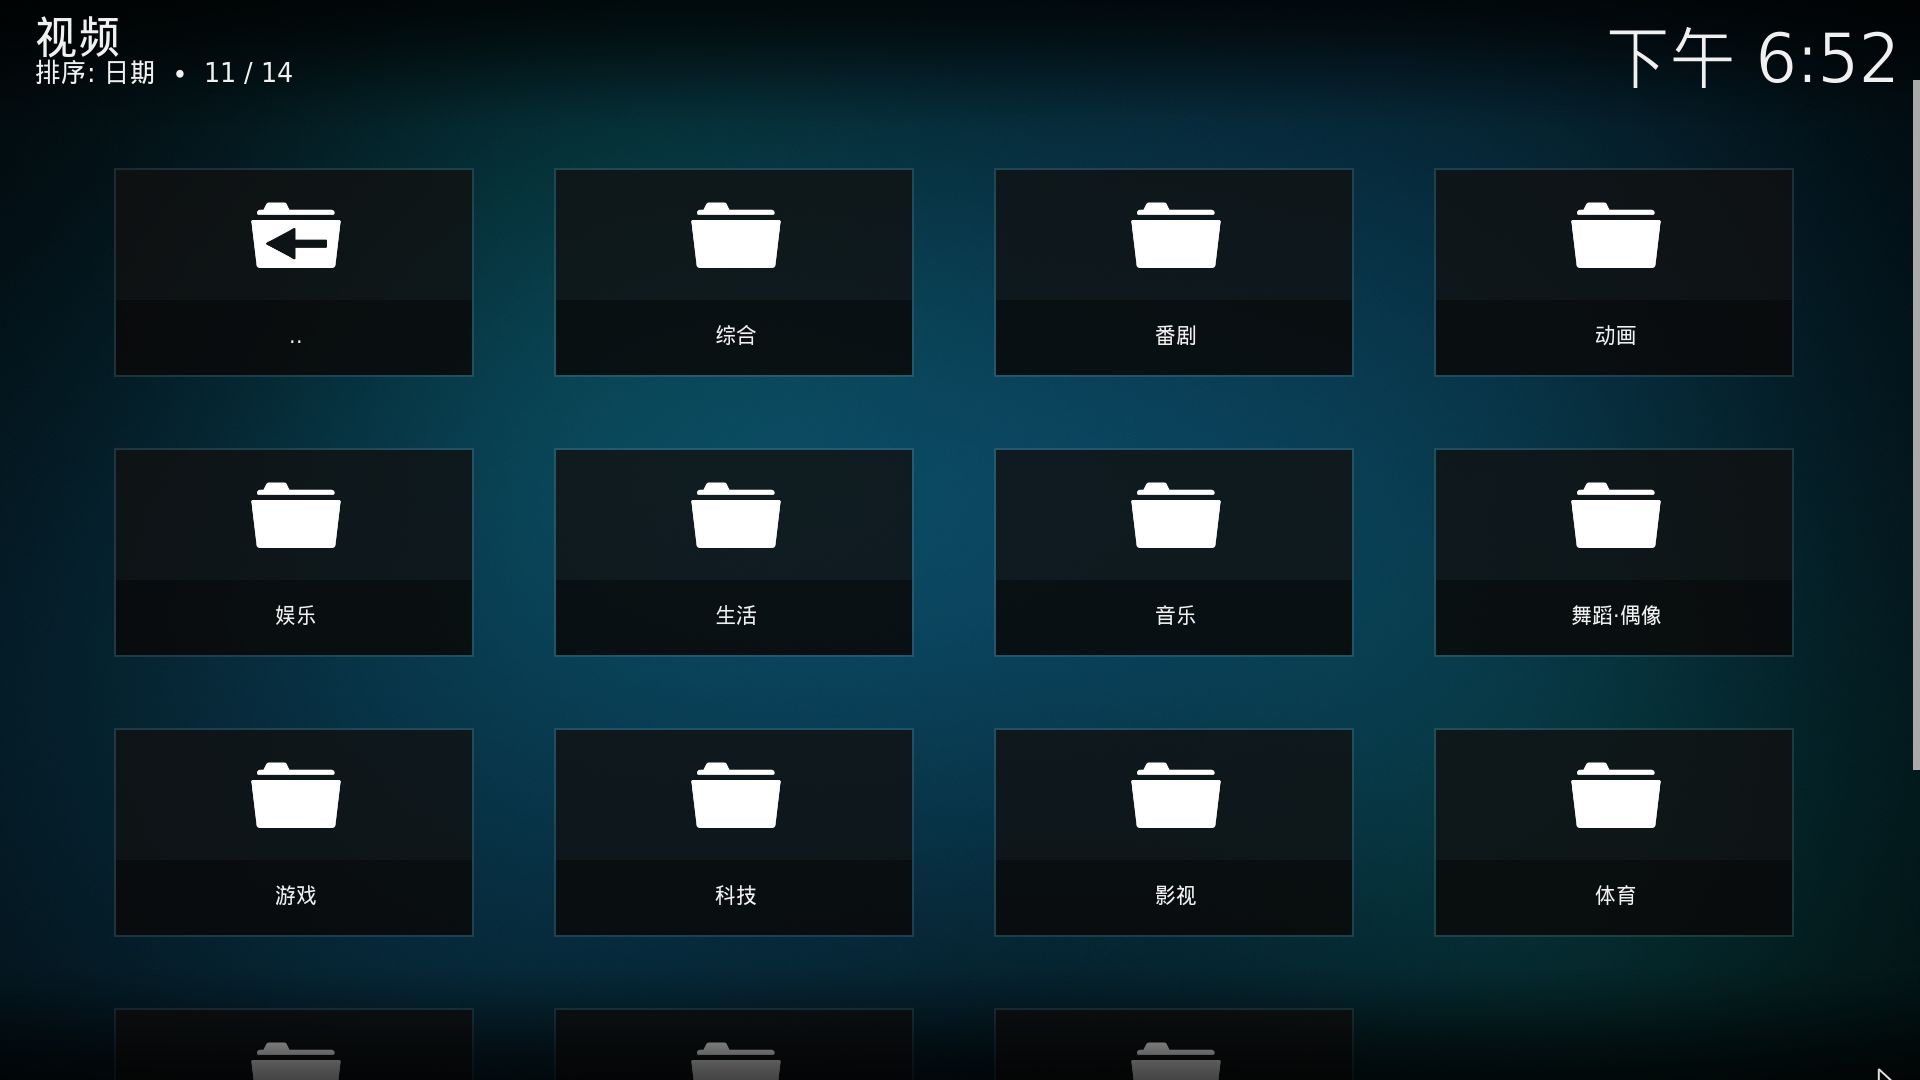 视频
排序: 日期 • 11 / 14
下午 6:52
..
综合
番剧
动画
娱乐
生活
音乐
舞蹈·偶像
游戏
科技
影视
体育